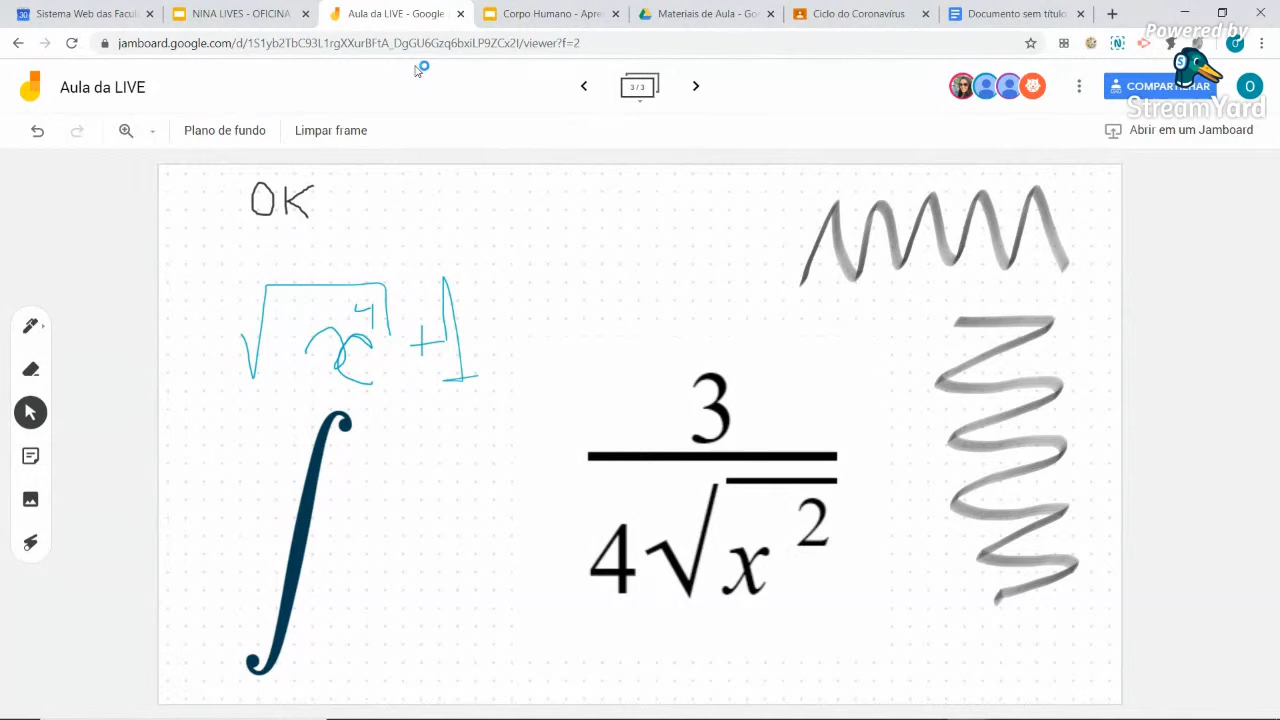 Sistema Web das Facul
NINA LIVES - OFICINA
Aula da LIVE - Google
Corpo Humano - Apre
Materiais de Aula - Go
Ciclo do Coronavírus
Documento sem título
jamboard.google.com/d/
/viewer?f=2
Powered by
StreamYard
Aula da LIVE
3 / 3
COMPARTILHAR
O
Plano de fundo
Limpar frame
Abrir em um Jamboard
OK
√x⁴ + 1
∫
3
4√x 2